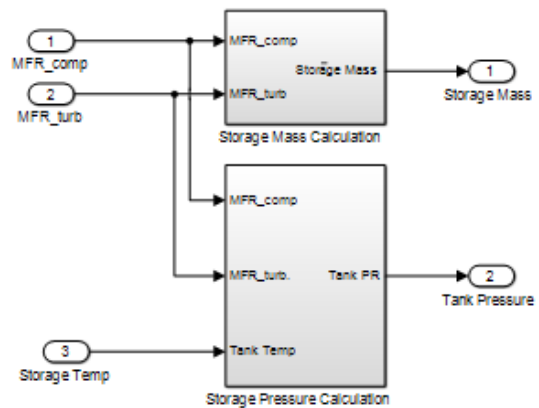 1
MFR_comp
2
MFR_turb
MFR_comp
Storage Mass
MFR_turb
Storage Mass Calculation
1
Storage Mass
MFR_comp
MFR_turb.
Tank PR
Tank Temp
Storage Pressure Calculation
2
Tank Pressure
3
Storage Temp